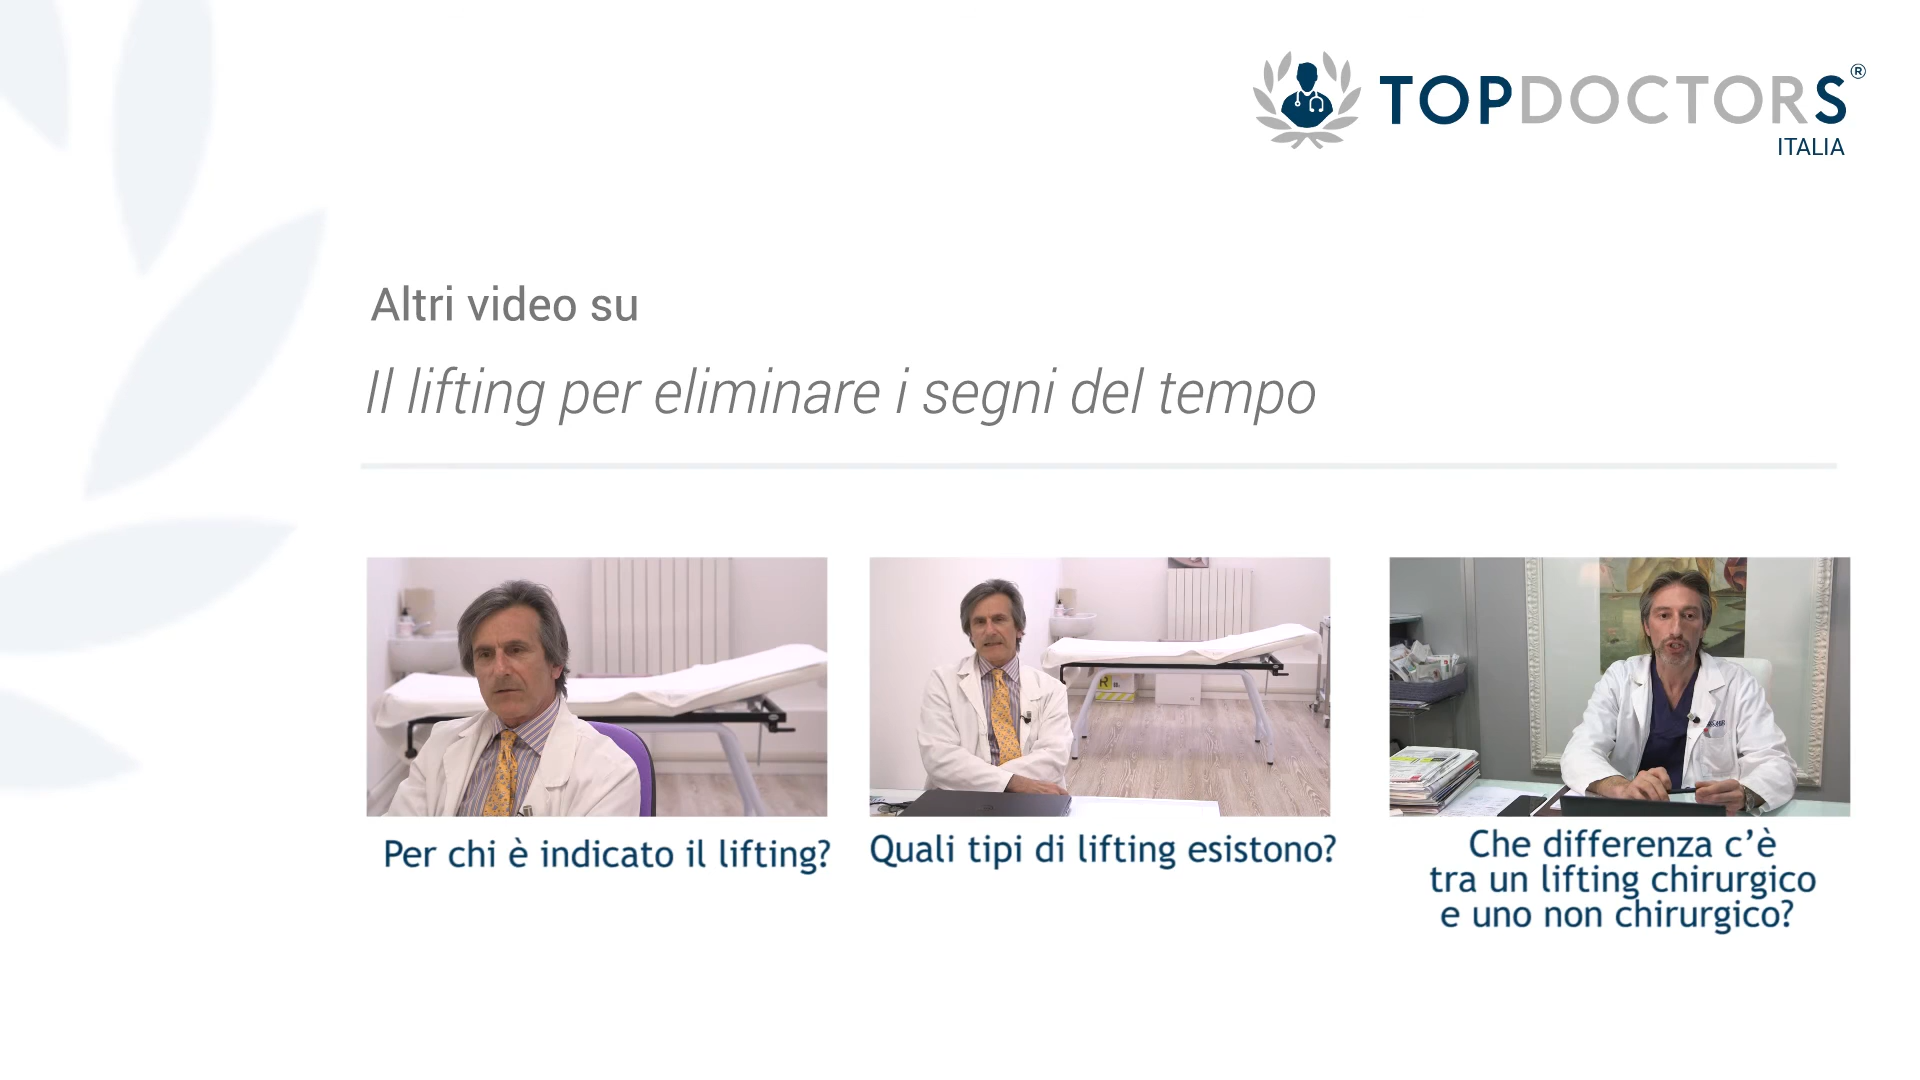 TOPDOCTORS®
ITALIA
Altri video su
Il lifting per eliminare i segni del tempo
Per chi è indicato il lifting?
Quali tipi di lifting esistono?
Che differenza c’è
tra un lifting chirurgico
e uno non chirurgico?